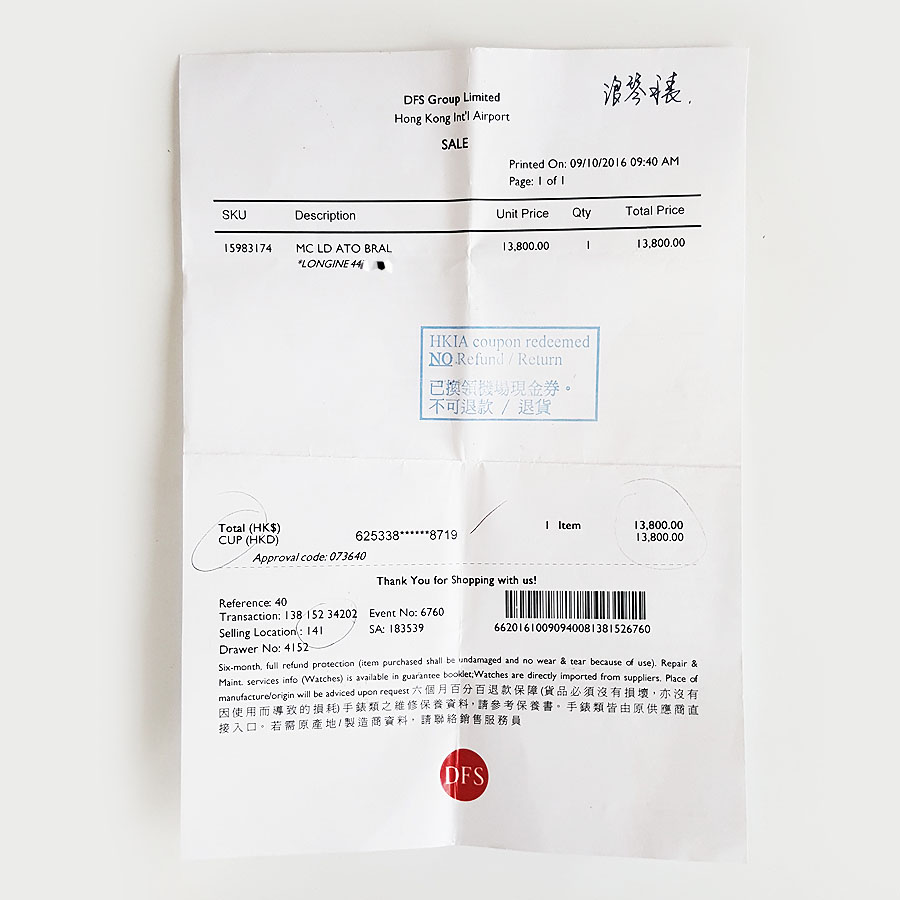 浪琴手表.
DFS Group Limited
Hong Kong Int'l Airport
SALE
Printed On: 09/10/2016 09:40 AM
Page: 1 of 1
SKU Description Unit Price Qty Total Price
15983174 MC LD ATO BRAL 13,800.00 1 13,800.00
*LONGINE 44
HKIA coupon redeemed
NO Refund / Return
已換領機場現金券。
不可退款 / 退貨
Total (HK$) 1 Item 13,800.00
CUP (HKD) 625338******8719 13,800.00
Approval code: 073640
Thank You for Shopping with us!
Reference: 40
Transaction: 138 152 34202 Event No: 6760
Selling Location : 141 SA: 183539
Drawer No: 4152
66201610090940081381526760
Six-month, full refund protection (item purchased shall be undamaged and no wear & tear because of use). Repair &
Maint. services info (Watches) is available in guarantee booklet;Watches are directly imported from suppliers. Place of
manufacture/origin will be adviced upon request 六個月百分百退款保障(貨品必須沒有損壞，亦沒有
因使用而導致的損耗)手錶類之維修保養資料，請參考保養書。手錶類皆由原供應商直
接入口。若需原產地/製造商資料，請聯絡銷售服務員
DFS